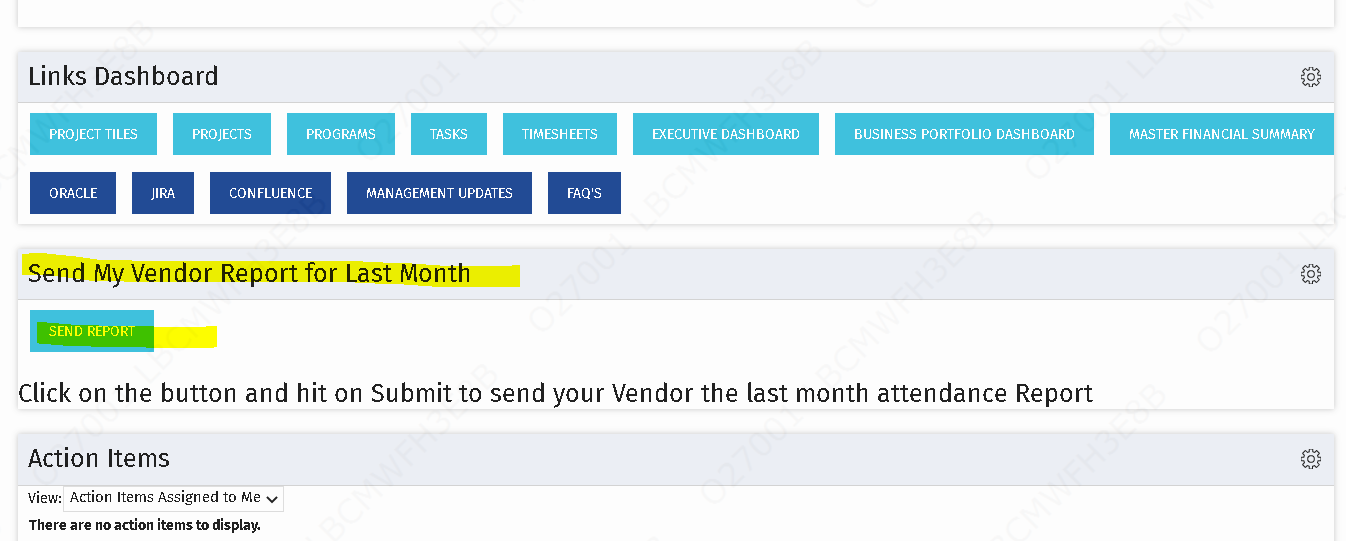 Links Dashboard
PROJECT TILES PROJECTS PROGRAMS TASKS TIMESHEETS EXECUTIVE DASHBOARD BUSINESS PORTFOLIO DASHBOARD MASTER FINANCIAL SUMMARY
ORACLE JIRA CONFLUENCE MANAGEMENT UPDATES FAQ'S
Send My Vendor Report for Last Month
SEND REPORT
Click on the button and hit on Submit to send your Vendor the last month attendance Report
Action Items
View: Action Items Assigned to Me
There are no action items to display.
O27001 LBCMWFH3E8B